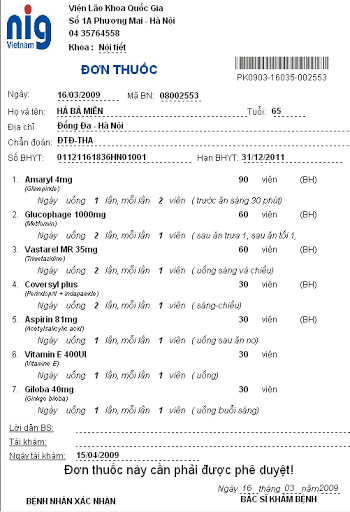 nig
Vietnam
Viện Lão Khoa Quốc Gia
Số 1A Phương Mai - Hà Nội
04 35764558
Khoa : Nội tiết
ĐƠN THUỐC
PK0903-16035-002553
Ngày: 16/03/2009 Mã BN: 08002553
Họ và tên: HÀ BÁ MIÊN Tuổi: 65
Địa chỉ Đống Đa - Hà Nội
Chẩn đoán: ĐTĐ-THA
Số BHYT: 01121161836HN01001 Hạn BHYT: 31/12/2011
1. Amaryl 4mg 90 viên (BH)
(Glimepiride)
Ngày uống 1 lần, mỗi lần 2 viên ( trước ăn sáng 30 phút)
2. Glucophage 1000mg 60 viên (BH)
(Metfomin)
Ngày uống 2 lần, mỗi lần 1 viên ( sau ăn trưa 1, sau ăn tối 1,
3. Vastarel MR 35mg 60 viên (BH)
(Trimetazidine)
Ngày uống 2 lần, mỗi lần 1 viên ( uống sáng và chiều)
4. Coversyl plus 30 viên (BH)
(Perindopril + Indapamide)
Ngày uống 2 lần, mỗi lần 1 viên ( sáng-chiều)
5. Aspirin 81mg 30 viên (BH)
(Acetylsalicylic acid)
Ngày uống 1 lần, mỗi lần 1 viên ( uống sau ăn no)
6. Vitamin E 400UI 30 viên
(Vitamine E)
Ngày uống 1 lần, mỗi lần 1 viên ( uống)
7. Giloba 40mg 30 viên
(Ginkgo biloba)
Ngày uống 1 lần, mỗi lần 1 viên ( uống buổi sáng)
Lời dặn BS:
Tái khám:
Ngày tái khám: 15/04/2009
Đơn thuốc này cần phải được phê duyệt!
Ngày 16 tháng 03 năm2009
BỆNH NHÂN XÁC NHẬN BÁC SĨ KHÁM BỆNH